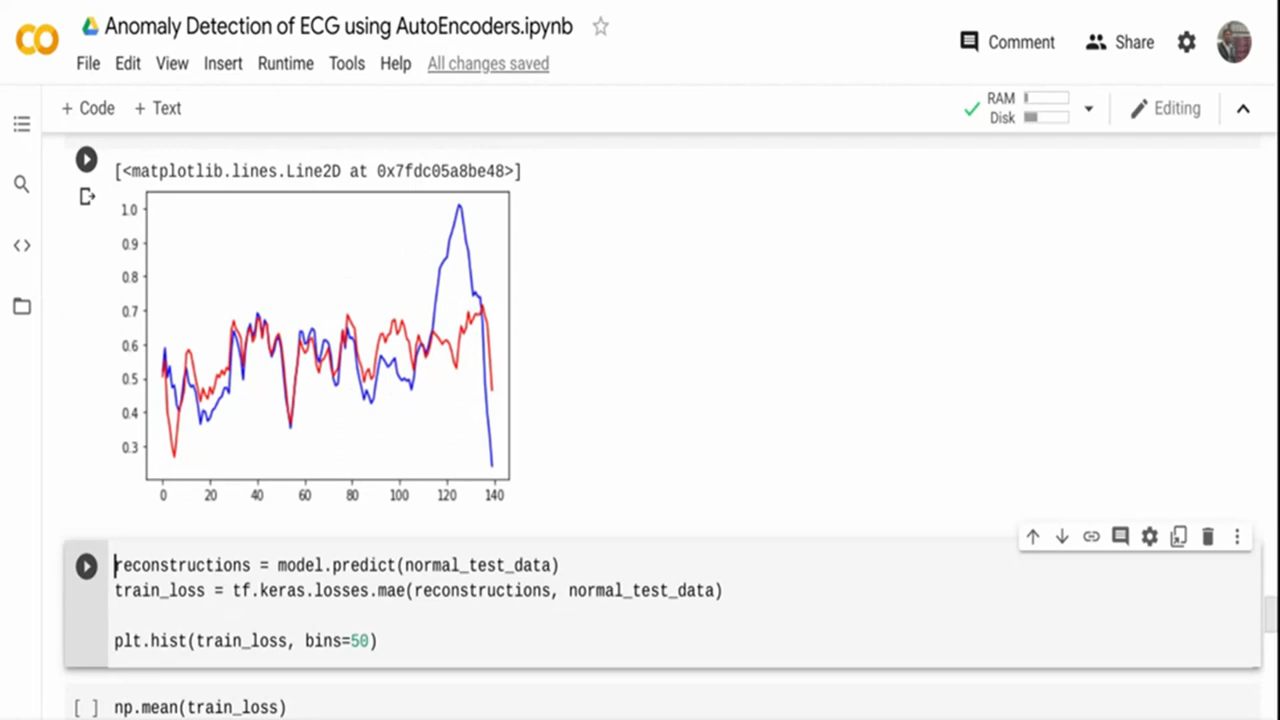 Anomaly Detection of ECG using AutoEncoders.ipynb
File Edit View Insert Runtime Tools Help All changes saved
Comment Share
+ Code + Text
RAM
Disk
Editing
[<matplotlib.lines.Line2D at 0x7fdc05a8be48>]
1.0
0.9
0.8
0.7
0.6
0.5
0.4
0.3
0 20 40 60 80 100 120 140
reconstructions = model.predict(normal_test_data)
train_loss = tf.keras.losses.mae(reconstructions, normal_test_data)
plt.hist(train_loss, bins=50)
[ ] np.mean(train_loss)